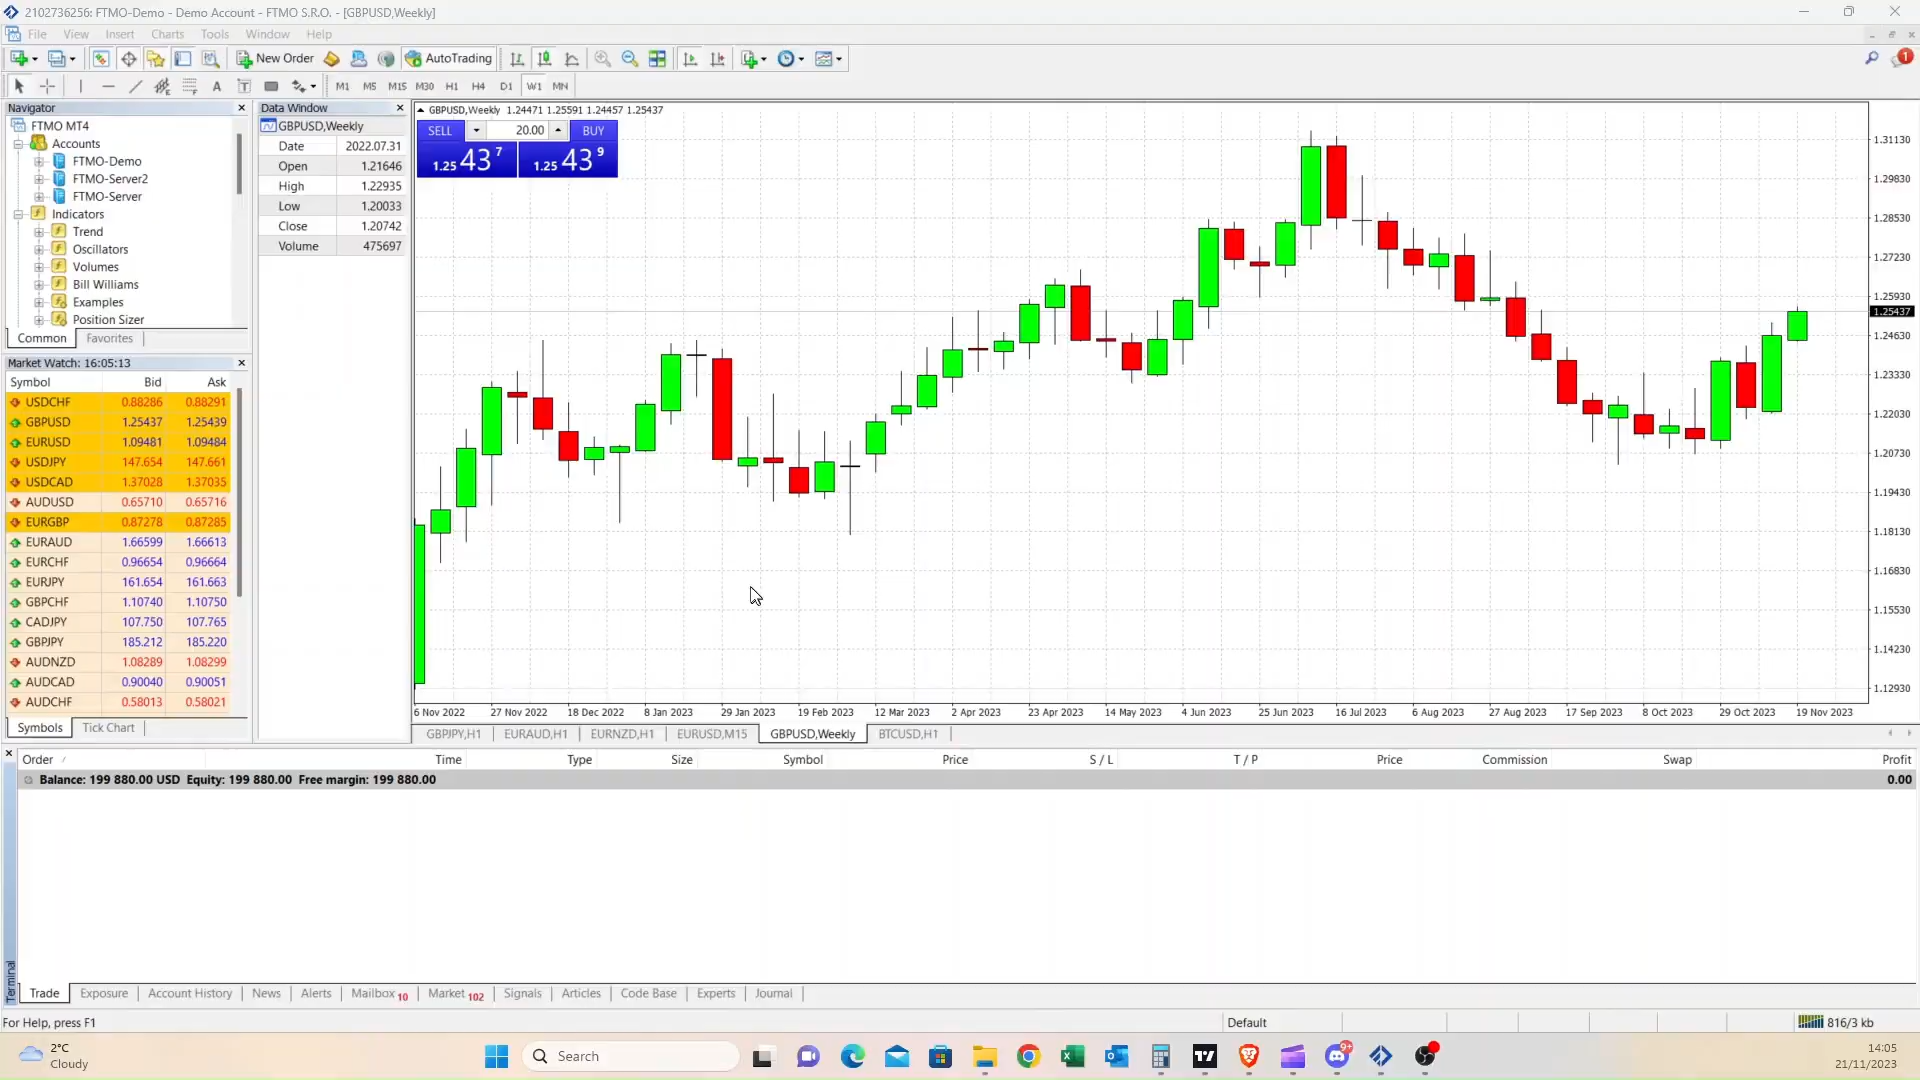 2102736256: FTMO-Demo - Demo Account - FTMO S.R.O. - [GBPUSD,Weekly]
File View Insert Charts Tools Window Help
New Order AutoTrading 1
A T M1 M5 M15 M30 H1 H4 D1 W1 MN
Navigator
FTMO MT4
Accounts
FTMO-Demo
FTMO-Server2
FTMO-Server
Indicators
Trend
Oscillators
Volumes
Bill Williams
Examples
Position Sizer
Common Favorites
Data Window
GBPUSD,Weekly
Date 2022.07.31
Open 1.21646
High 1.22935
Low 1.20033
Close 1.20742
Volume 475697
Market Watch: 16:05:13
Symbol Bid Ask
USDCHF 0.88286 0.88291
GBPUSD 1.25437 1.25439
EURUSD 1.09481 1.09484
USDJPY 147.654 147.661
USDCAD 1.37028 1.37035
AUDUSD 0.65710 0.65716
EURGBP 0.87278 0.87285
EURAUD 1.66599 1.66613
EURCHF 0.96654 0.96664
EURJPY 161.654 161.663
GBPCHF 1.10740 1.10750
CADJPY 107.750 107.765
GBPJPY 185.212 185.220
AUDNZD 1.08289 1.08299
AUDCAD 0.90040 0.90051
AUDCHF 0.58013 0.58021
Symbols Tick Chart
GBPUSD,Weekly 1.24471 1.25591 1.24457 1.25437
SELL 20.00 BUY
1.25 43 7 1.25 43 9
1.31130
1.29830
1.28530
1.27230
1.25930
1.25437
1.24630
1.23330
1.22030
1.20730
1.19430
1.18130
1.16830
1.15530
1.14230
1.12930
6 Nov 2022 27 Nov 2022 18 Dec 2022 8 Jan 2023 29 Jan 2023 19 Feb 2023 12 Mar 2023 2 Apr 2023 23 Apr 2023 14 May 2023 4 Jun 2023 25 Jun 2023 16 Jul 2023 6 Aug 2023 27 Aug 2023 17 Sep 2023 8 Oct 2023 29 Oct 2023 19 Nov 2023
GBPJPY,H1 EURAUD,H1 EURNZD,H1 EURUSD,M15 GBPUSD,Weekly BTCUSD,H1
Order / Time Type Size Symbol Price S / L T / P Price Commission Swap Profit
Balance: 199 880.00 USD Equity: 199 880.00 Free margin: 199 880.00 0.00
Terminal
Trade Exposure Account History News Alerts Mailbox 10 Market 102 Signals Articles Code Base Experts Journal
For Help, press F1 Default 816/3 kb
2°C
Cloudy
Search
9+
14:05
21/11/2023